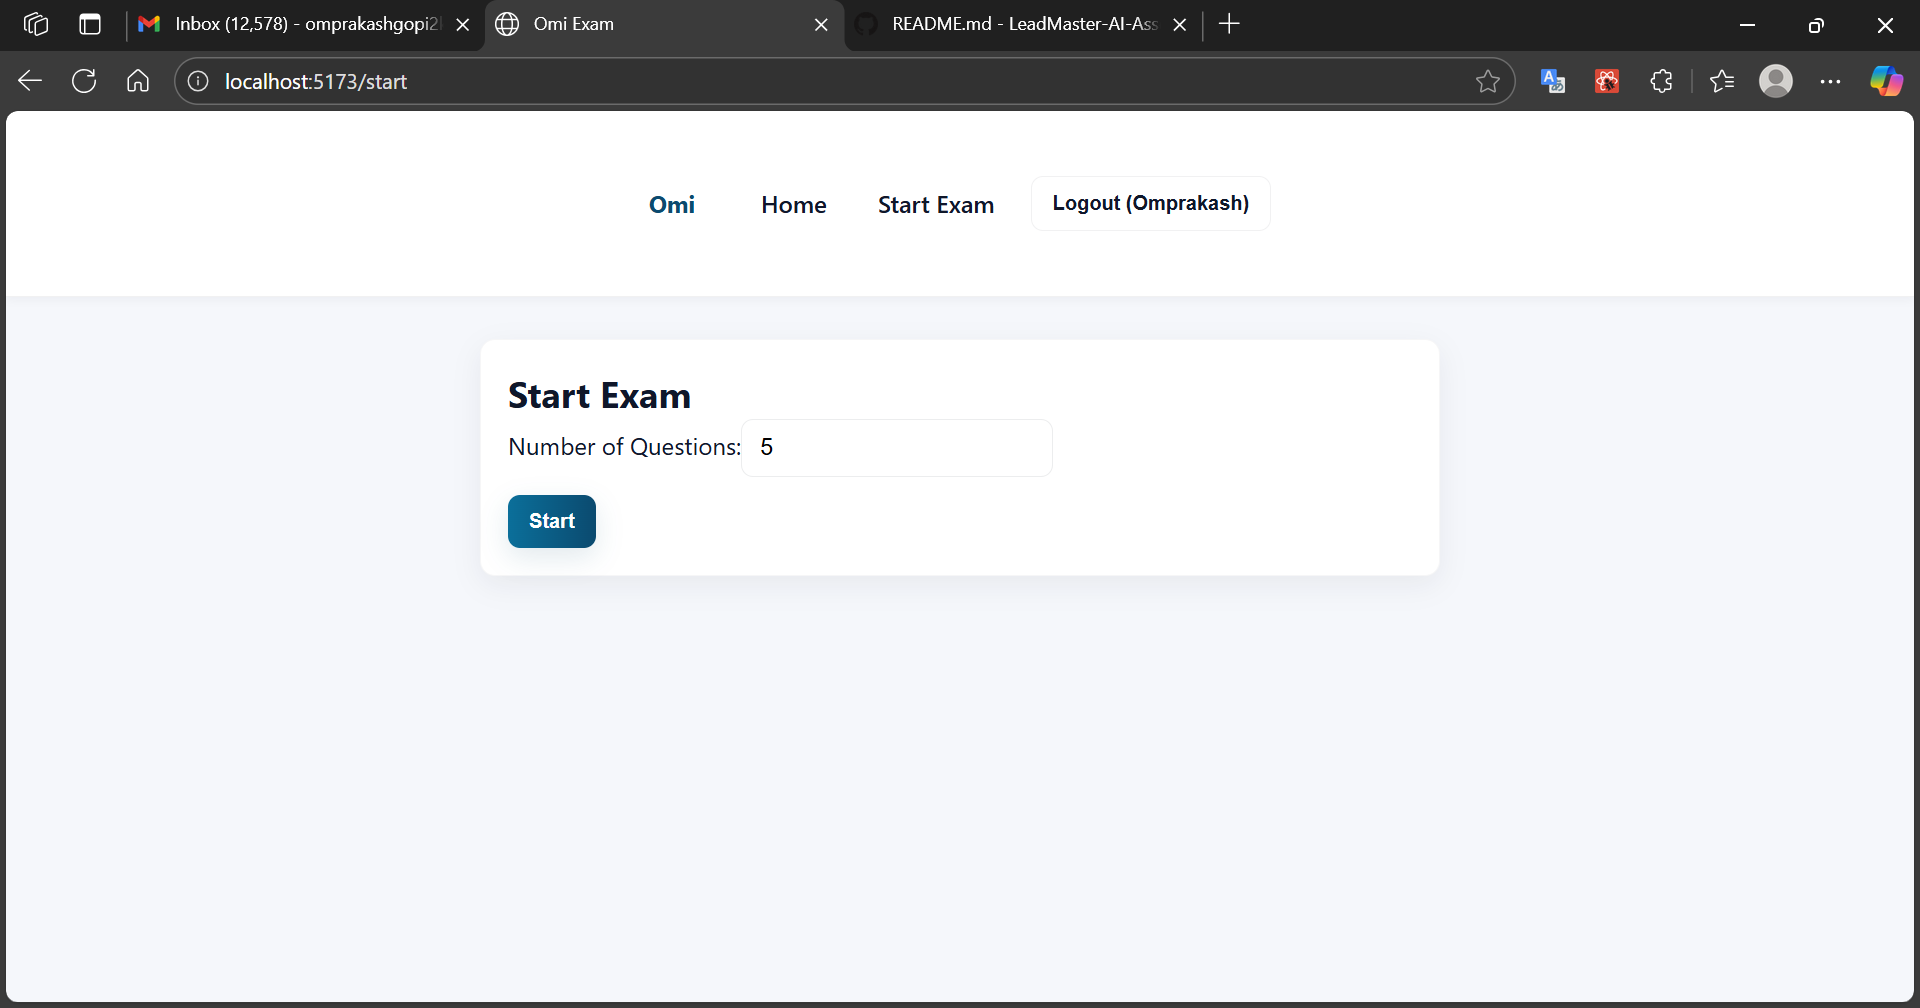 Inbox (12,578) - omprakashgopi2
Omi Exam
README.md - LeadMaster-AI-Ass
localhost:5173/start
Omi
Home
Start Exam
Logout (Omprakash)
Start Exam
Number of Questions: 5
Start